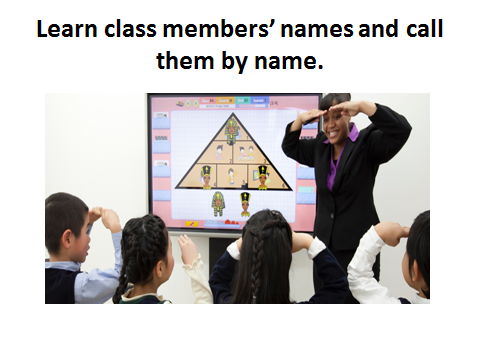 Learn class members’ names and call
them by name.